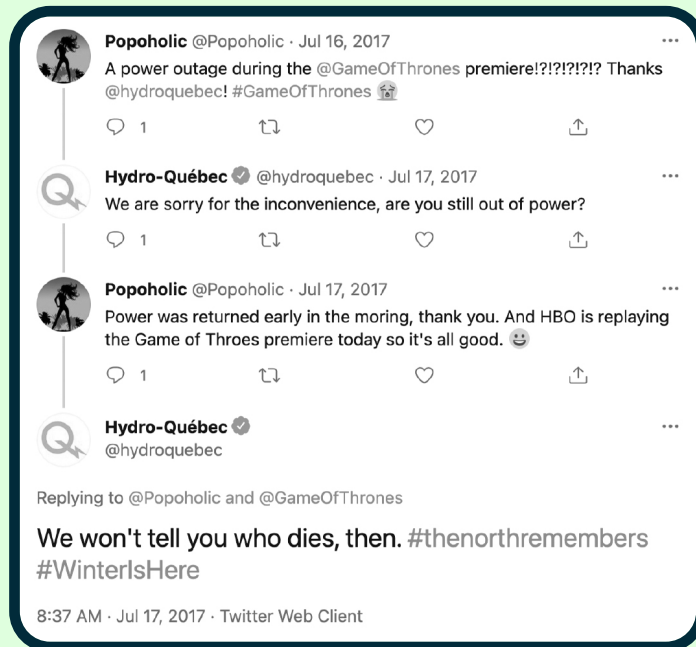 Popoholic @Popoholic · Jul 16, 2017
A power outage during the @GameOfThrones premiere!?!?!?!?!? Thanks
@hydroquebec! #GameOfThrones 😭
1
Hydro-Québec @hydroquebec · Jul 17, 2017
We are sorry for the inconvenience, are you still out of power?
1
Popoholic @Popoholic · Jul 17, 2017
Power was returned early in the moring, thank you. And HBO is replaying
the Game of Throes premiere today so it's all good. 😀
1
Hydro-Québec
@hydroquebec
Replying to @Popoholic and @GameOfThrones
We won't tell you who dies, then. #thenorthremembers
#WinterIsHere
8:37 AM · Jul 17, 2017 · Twitter Web Client